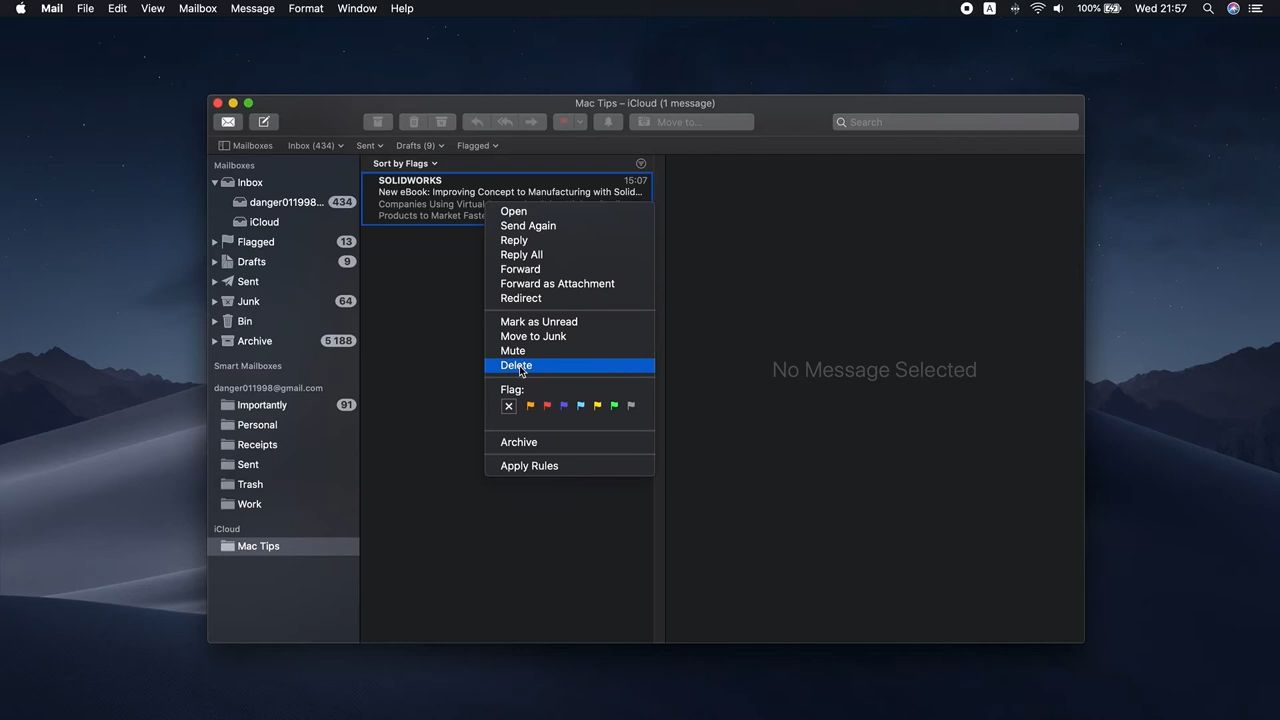 Mail File Edit View Mailbox Message Format Window Help A 100% Wed 21:57
Mac Tips – iCloud (1 message)
Move to... Search
Mailboxes Inbox (434) Sent Drafts (9) Flagged
Mailboxes
Inbox
danger011998... 434
iCloud
Flagged 13
Drafts 9
Sent
Junk 64
Bin
Archive 5 188
Smart Mailboxes
danger011998@gmail.com
Importantly 91
Personal
Receipts
Sent
Trash
Work
iCloud
Mac Tips
Sort by Flags
SOLIDWORKS 15:07
New eBook: Improving Concept to Manufacturing with Solid...
Companies Using Virtual
Products to Market Faste
Open
Send Again
Reply
Reply All
Forward
Forward as Attachment
Redirect
Mark as Unread
Move to Junk
Mute
Delete
Flag:
Archive
Apply Rules
No Message Selected